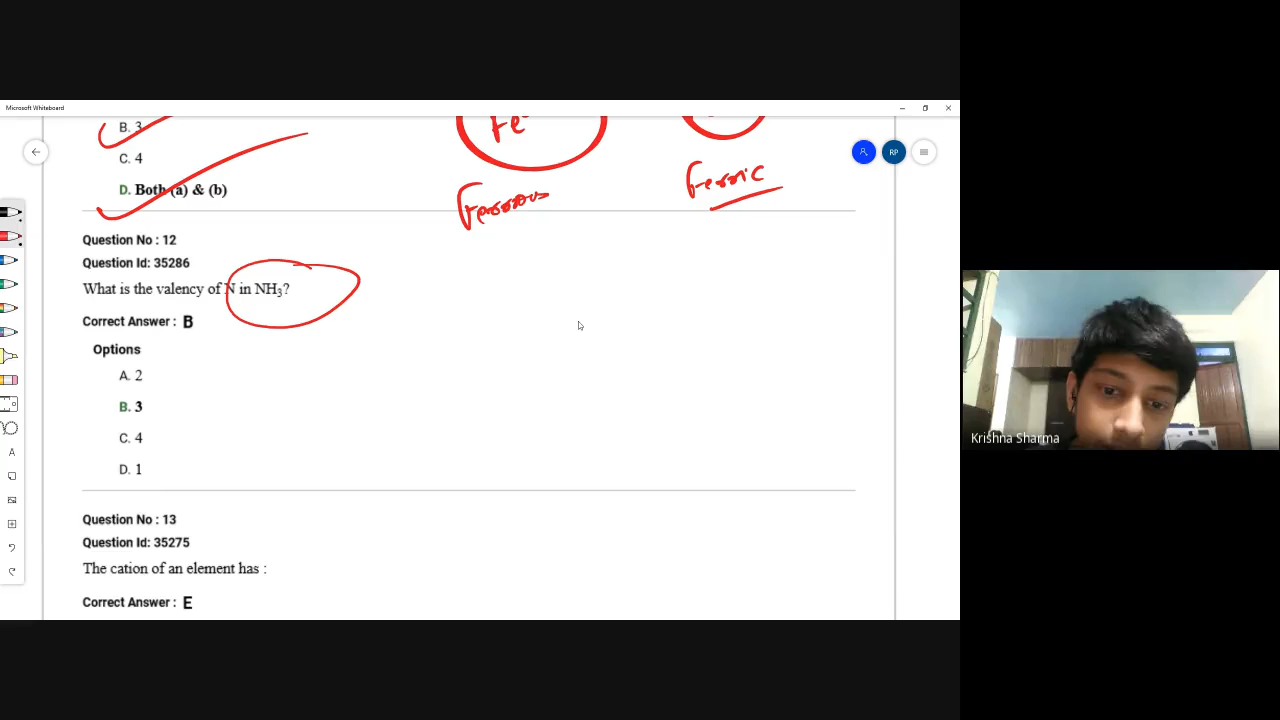 Microsoft Whiteboard
B. 3
C. 4
D. Both (a) & (b)
Fe
Ferrous
Ferric
RP
Question No : 12
Question Id: 35286
What is the valency of N in NH₃?
Correct Answer : B
Options
A. 2
B. 3
C. 4
D. 1
Question No : 13
Question Id: 35275
The cation of an element has :
Correct Answer : E
A
Krishna Sharma